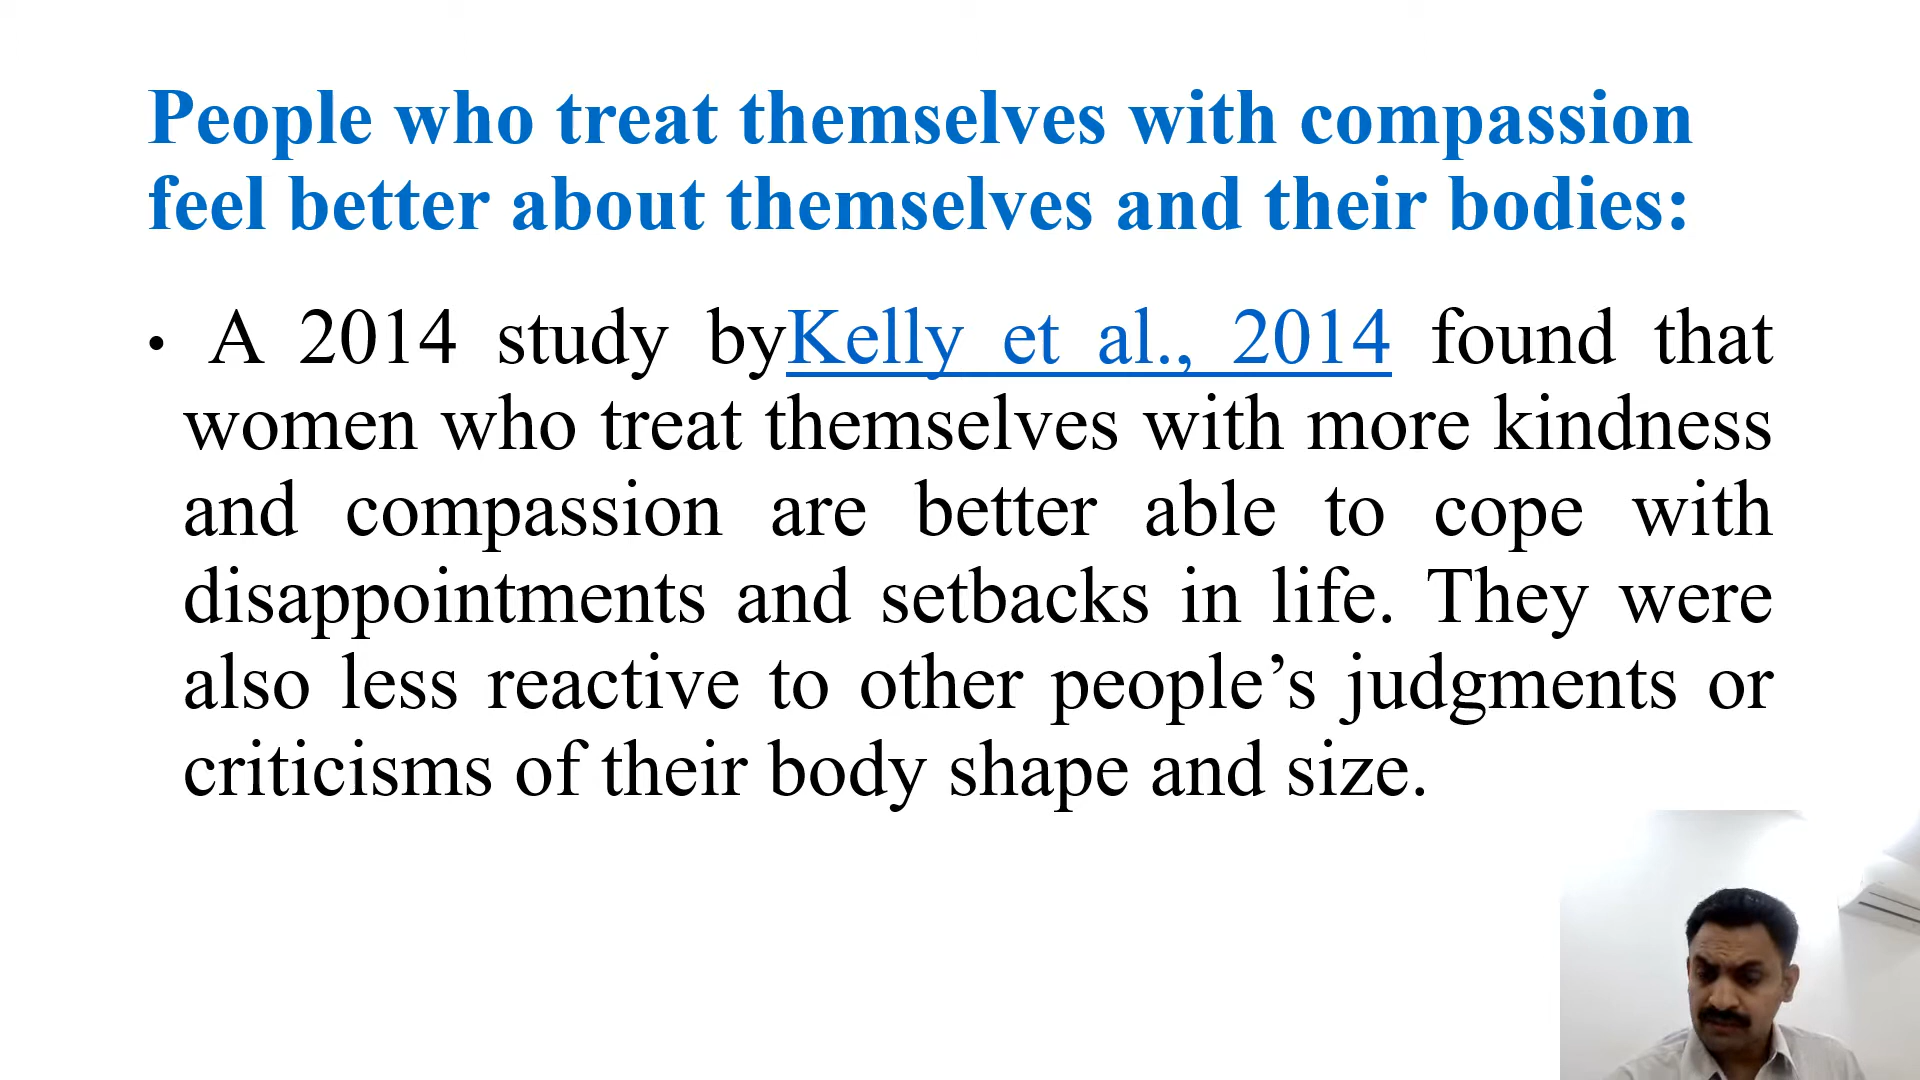 People who treat themselves with compassion
feel better about themselves and their bodies:
• A 2014 study byKelly et al., 2014 found that
women who treat themselves with more kindness
and compassion are better able to cope with
disappointments and setbacks in life. They were
also less reactive to other people’s judgments or
criticisms of their body shape and size.